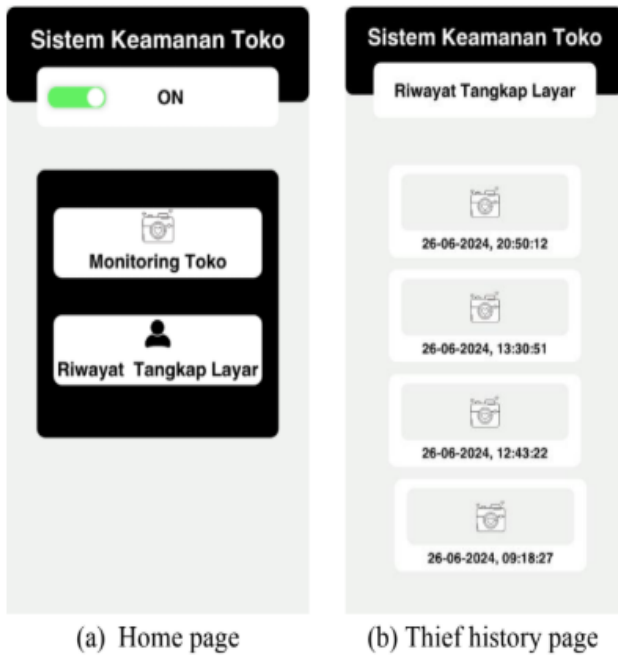 Sistem Keamanan Toko
ON
Monitoring Toko
Riwayat Tangkap Layar
(a) Home page
Sistem Keamanan Toko
Riwayat Tangkap Layar
26-06-2024, 20:50:12
26-06-2024, 13:30:51
26-06-2024, 12:43:22
26-06-2024, 09:18:27
(b) Thief history page